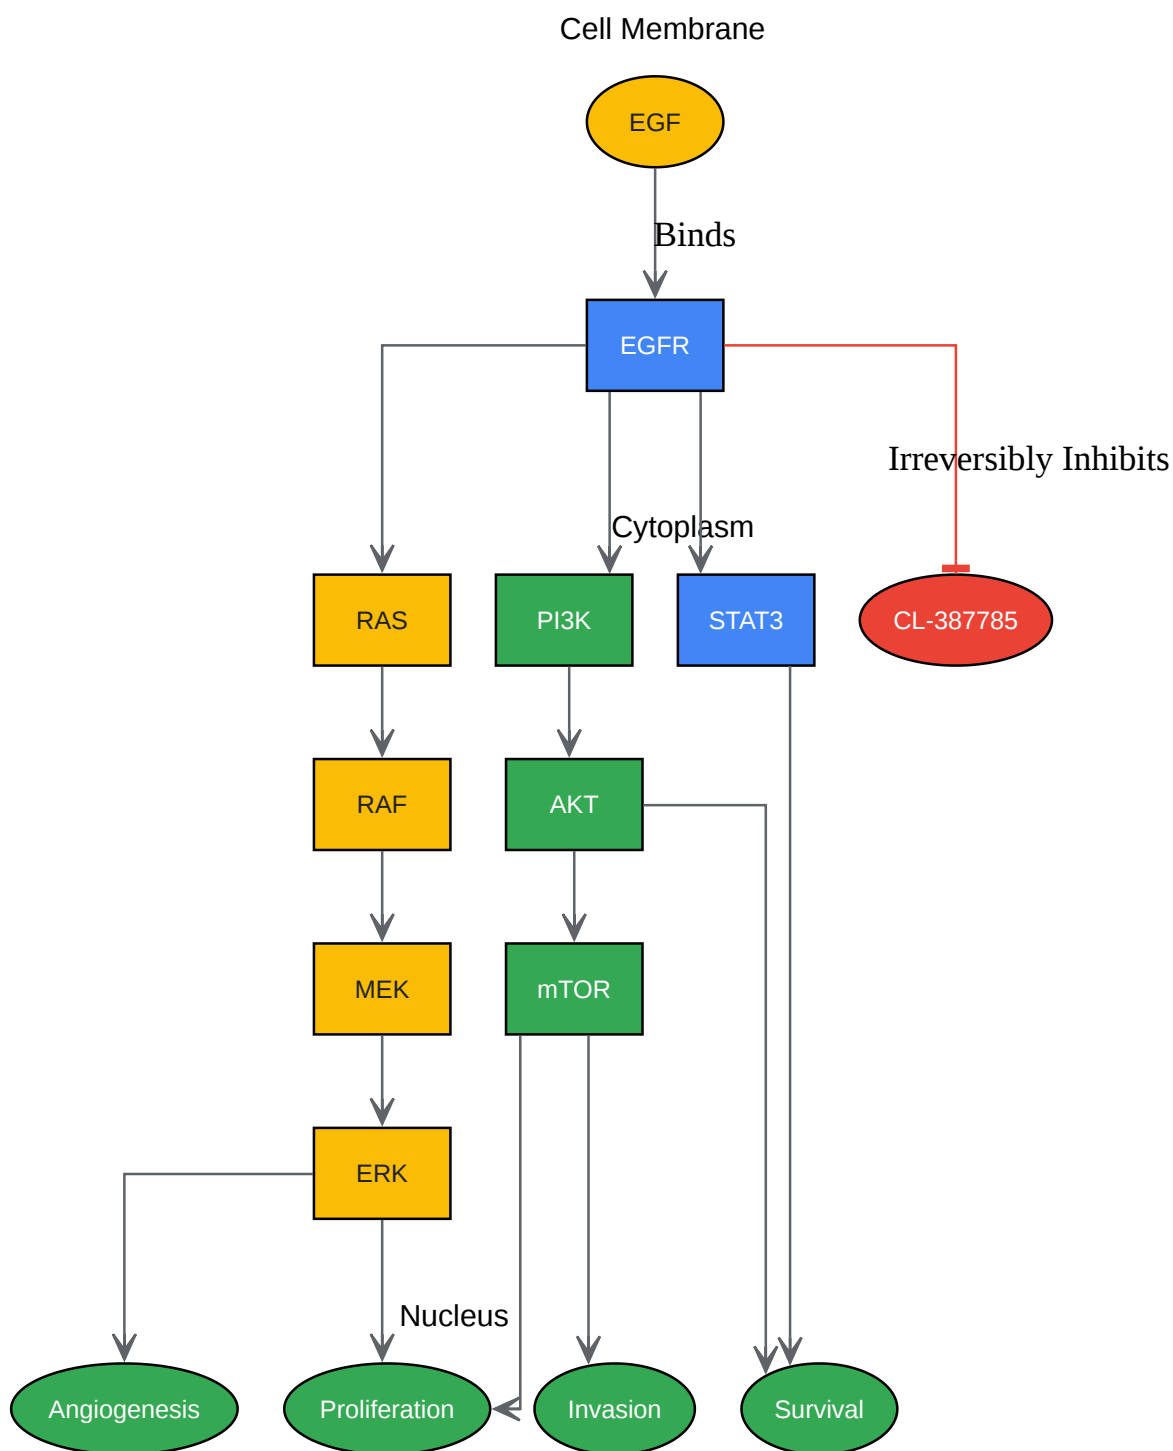 Cell Membrane
EGF
Binds
EGFR
Irreversibly Inhibits
Cytoplasm
RAS
PI3K
STAT3
CL-387785
RAF
AKT
MEK
mTOR
ERK
Nucleus
Angiogenesis
Proliferation
Invasion
Survival